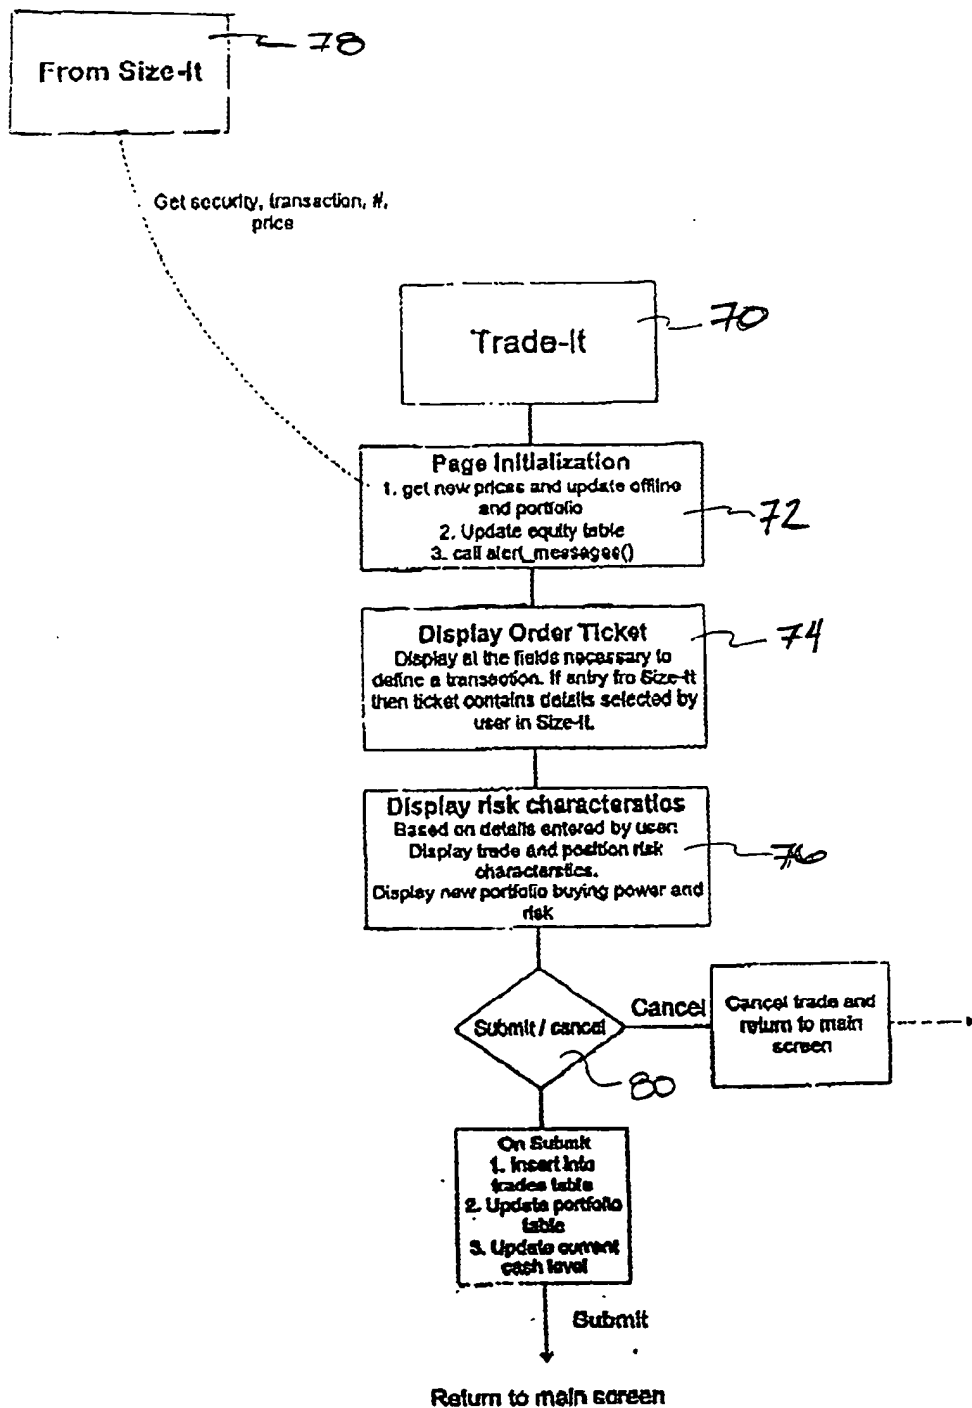 From Size-It
78
Get security, transaction, #,
price
Trade-It
70
Page Initialization
1. get new prices and update offline
and portfolio
2. Update equity table
3. call alert_messages()
72
Display Order Ticket
Display al the fields necessary to
define a transaction. If entry fro Size-It
then ticket contains details selected by
user in Size-It.
74
Display risk characterstics
Based on details entered by user:
Display trade and position risk
characterstics.
Display new portfolio buying power and
risk
76
Submit / cancel
Cancel
80
Cancel trade and
return to main
screen
On Submit
1. Insert into
trades table
2. Update portfolio
table
3. Update current
cash level
Submit
Return to main screen